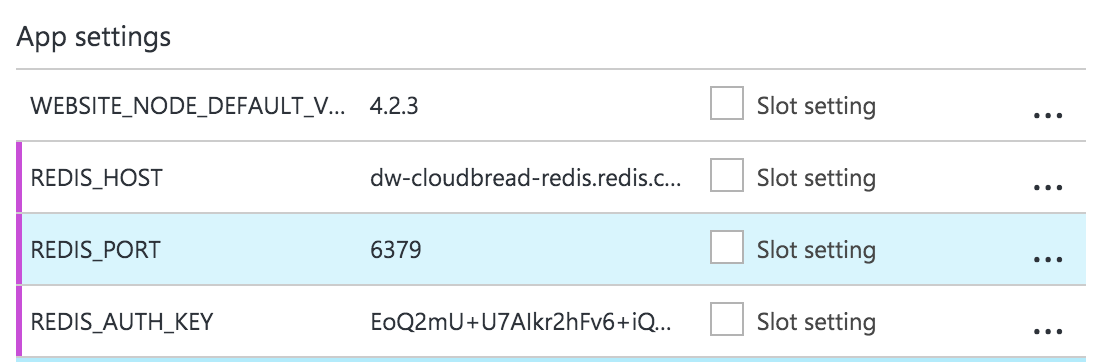 App settings
WEBSITE_NODE_DEFAULT_V... 4.2.3 Slot setting ...
REDIS_HOST dw-cloudbread-redis.redis.c... Slot setting ...
REDIS_PORT 6379 Slot setting ...
REDIS_AUTH_KEY EoQ2mU+U7AIkr2hFv6+iQ... Slot setting ...